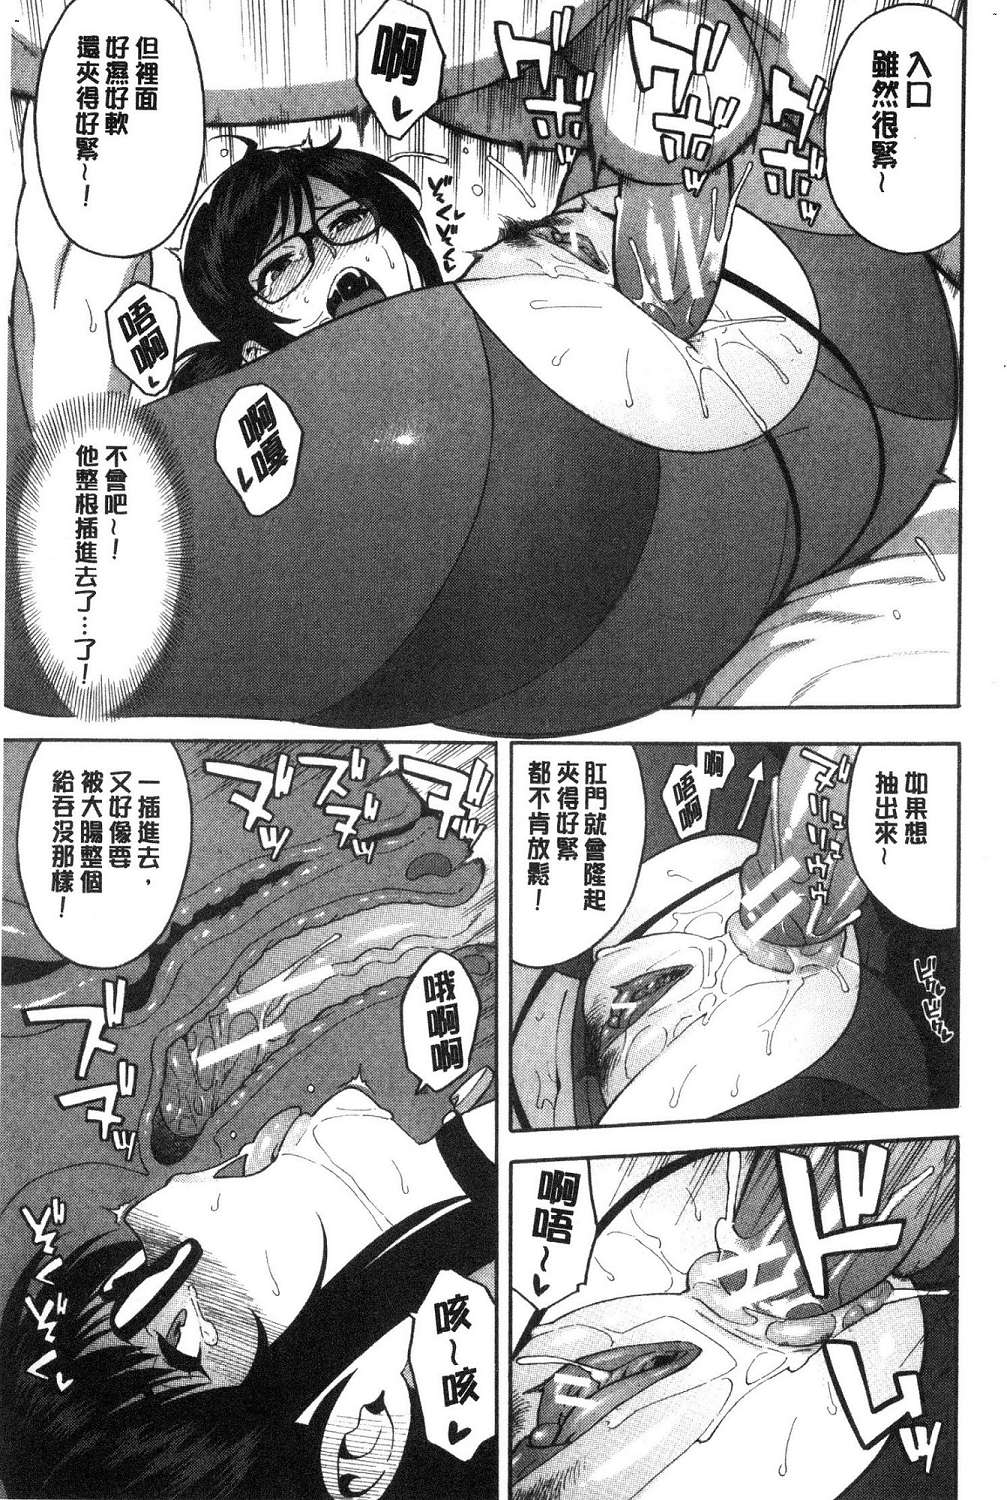 入口
雖然很緊~
啊
但裡面
好濕好軟
還夾得好緊~！
唔啊
啊嘎
不會吧~！
他整根插進去了…了！
如果想
抽出來~
啊
唔啊
肛門就會隆起
夾得好緊
都不肯放鬆！
一插進去，
又好像要
被大腸整個
給吞沒那樣！
哦啊啊
啊唔~
咳~咳